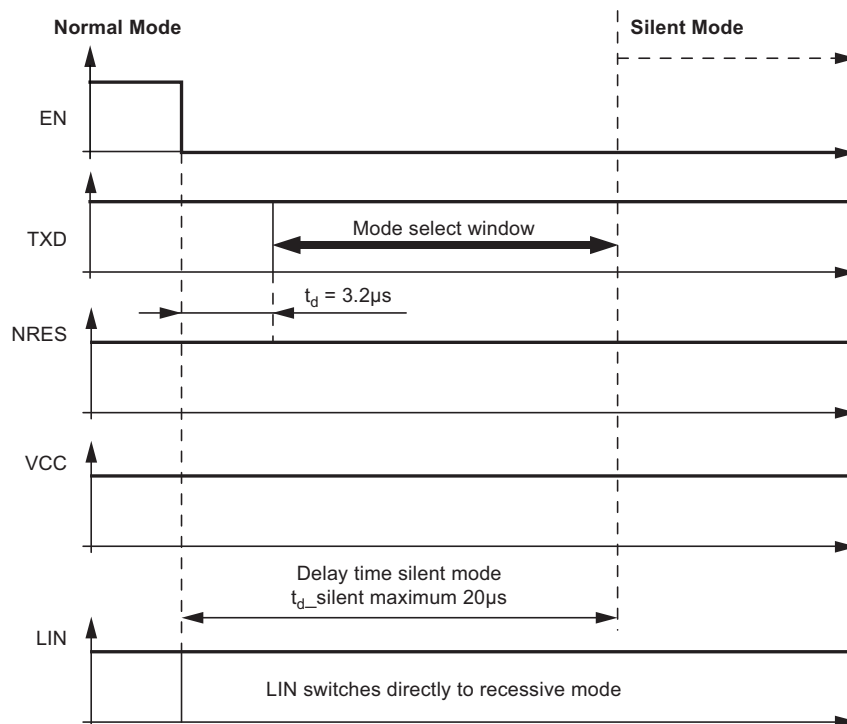 Normal Mode
Silent Mode
EN
TXD
Mode select window
t_d = 3.2µs
NRES
VCC
Delay time silent mode
t_d_silent maximum 20µs
LIN
LIN switches directly to recessive mode